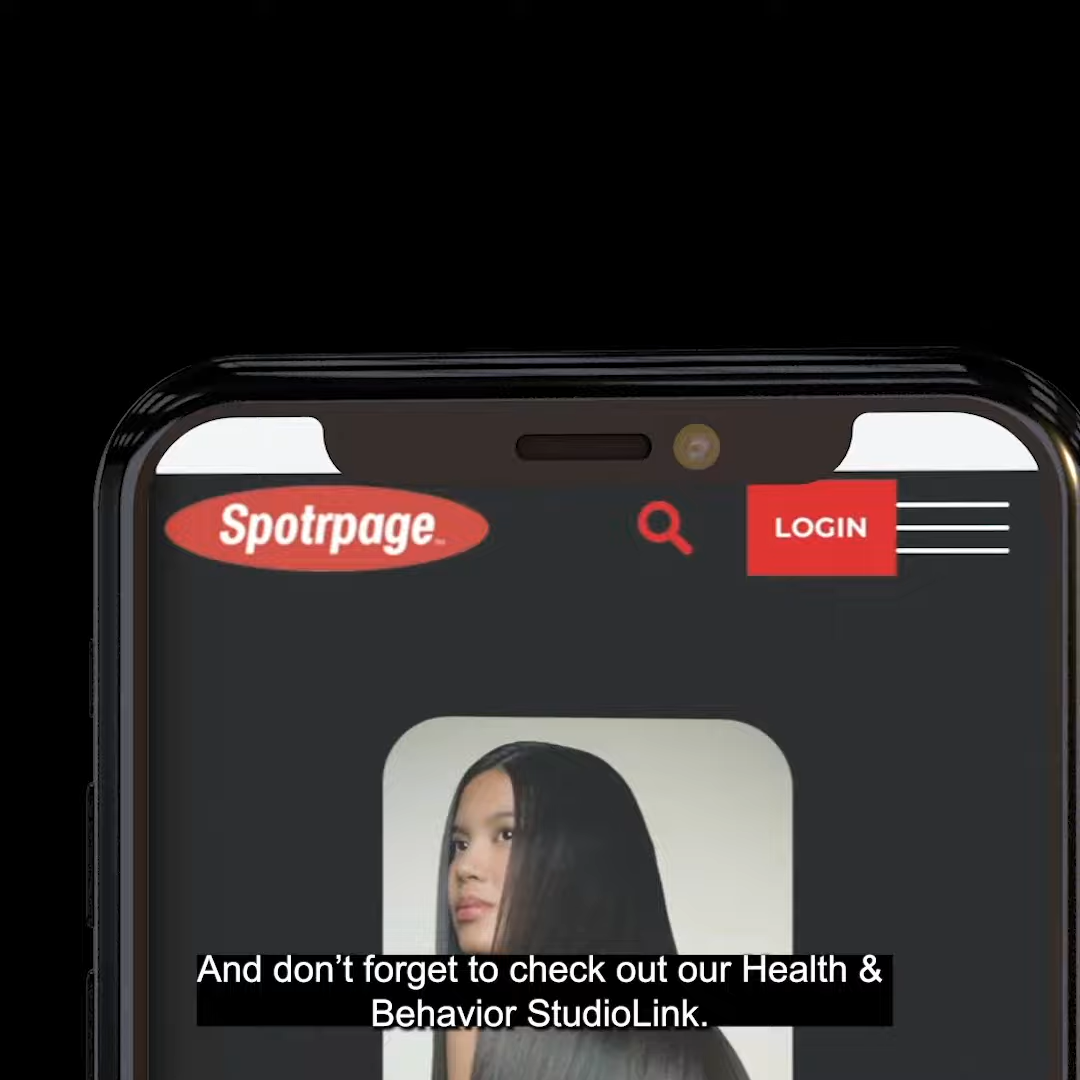 Spotrpage
LOGIN
And don’t forget to check out our Health &
Behavior StudioLink.